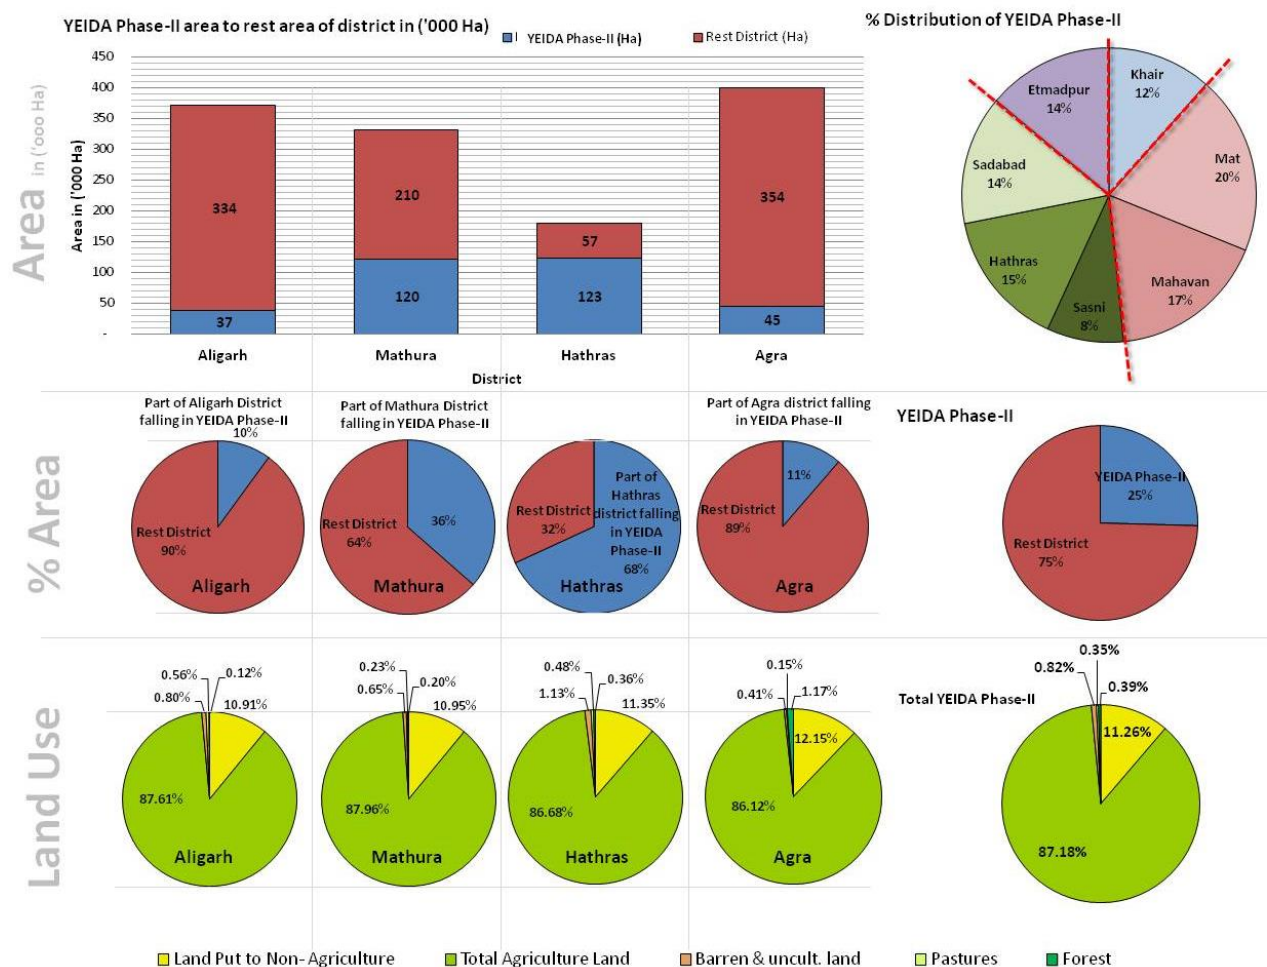 YEIDA Phase-II area to rest area of district in ('000 Ha)
YEIDA Phase-II (Ha)
Rest District (Ha)
Area in ('000 Ha)
Area in ('000 Ha)
450
400
350
300
250
200
150
100
50
-
334
37
210
120
57
123
354
45
Aligarh
Mathura
Hathras
Agra
District
% Distribution of YEIDA Phase-II
Khair
12%
Mat
20%
Mahavan
17%
Sasni
8%
Hathras
15%
Sadabad
14%
Etmadpur
14%
% Area
Part of Aligarh District
falling in YEIDA Phase-II
10%
Rest District
90%
Aligarh
Part of Mathura District
falling in YEIDA Phase-II
36%
Rest District
64%
Mathura
Part of
Hathras
district falling
in YEIDA
Phase-II
68%
Rest District
32%
Hathras
Part of Agra district falling
in YEIDA Phase-II
11%
Rest District
89%
Agra
YEIDA Phase-II
YEIDA Phase-II
25%
Rest District
75%
Land Use
0.56%
0.12%
0.80%
10.91%
87.61%
Aligarh
0.23%
0.20%
0.65%
10.95%
87.96%
Mathura
0.48%
0.36%
1.13%
11.35%
86.68%
Hathras
0.15%
1.17%
0.41%
12.15%
86.12%
Agra
Total YEIDA Phase-II
0.35%
0.82%
0.39%
11.26%
87.18%
Land Put to Non- Agriculture
Total Agriculture Land
Barren & uncult. land
Pastures
Forest